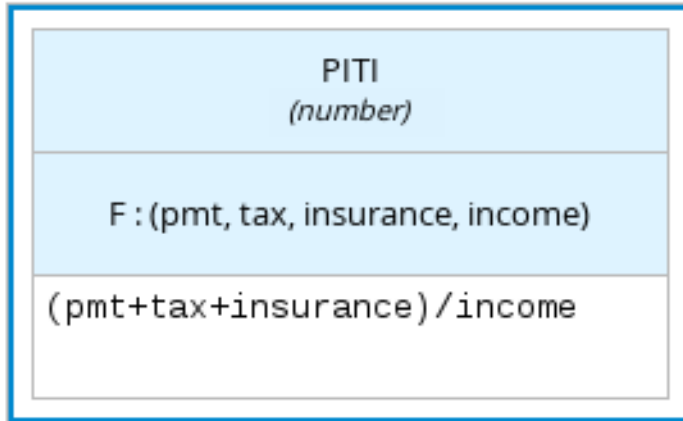 PITI
(number)
F : (pmt, tax, insurance, income)
(pmt+tax+insurance)/income